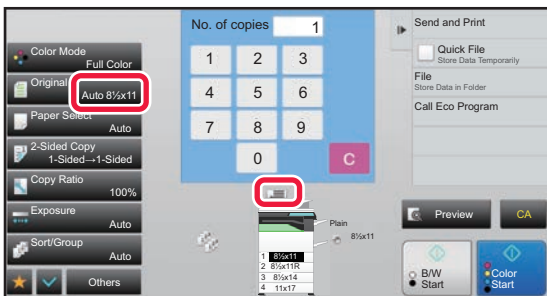 No. of copies 1
Color Mode
Full Color
Original
Auto 8½x11
Paper Select
Auto
2-Sided Copy
1-Sided→1-Sided
Copy Ratio
100%
Exposure
Auto
Sort/Group
Auto
Others
1 2 3
4 5 6
7 8 9
0 C
Plain
8½x11
1 8½x11
2 8½x11R
3 8½x14
4 11x17
Send and Print
Quick File
Store Data Temporarily
File
Store Data in Folder
Call Eco Program
Preview
CA
B/W
Start
Color
Start